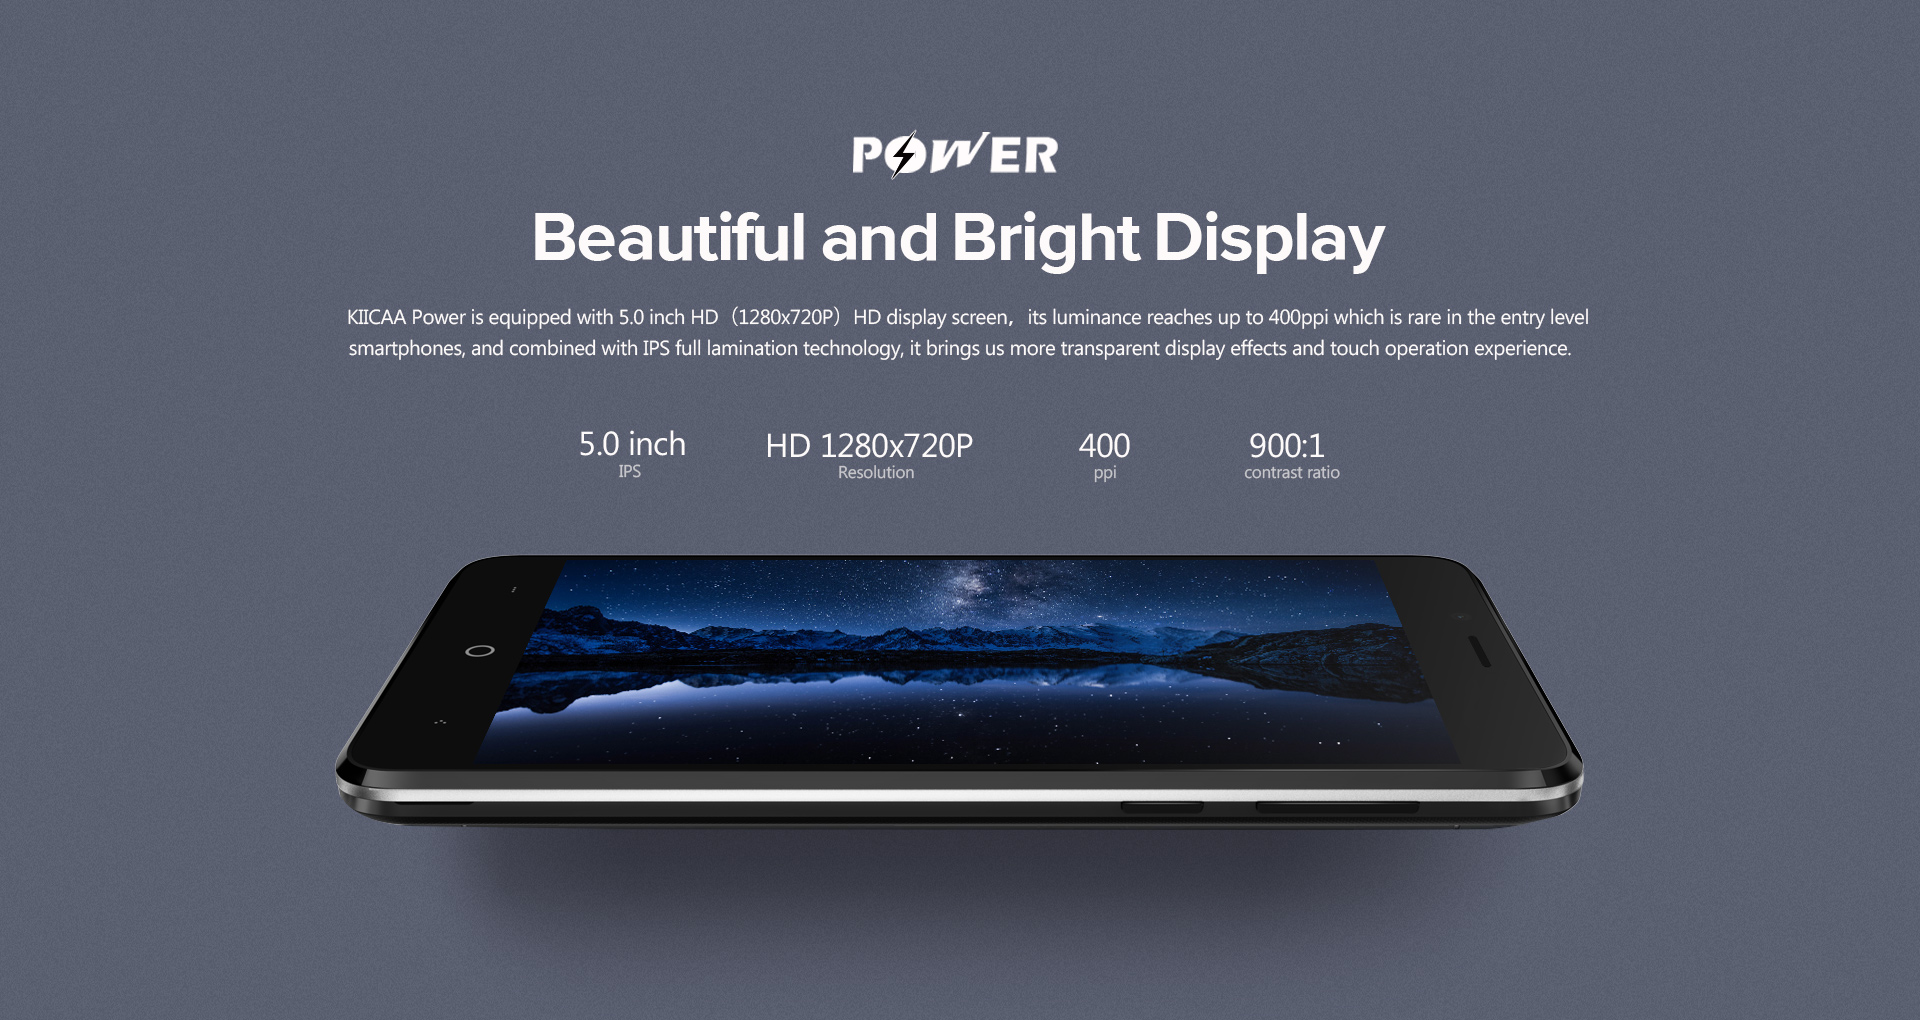 POWER
Beautiful and Bright Display
KIICAA Power is equipped with 5.0 inch HD（1280x720P）HD display screen，its luminance reaches up to 400ppi which is rare in the entry level
smartphones, and combined with IPS full lamination technology, it brings us more transparent display effects and touch operation experience.
5.0 inch HD 1280x720P 400 900:1
IPS Resolution ppi contrast ratio